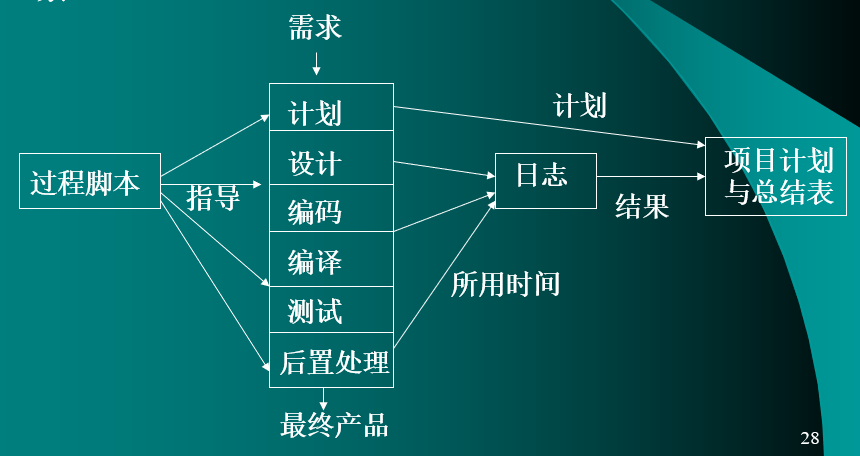 需求
计划
设计
编码
编译
测试
后置处理
最终产品
过程脚本
指导
计划
日志
所用时间
结果
项目计划
与总结表
28